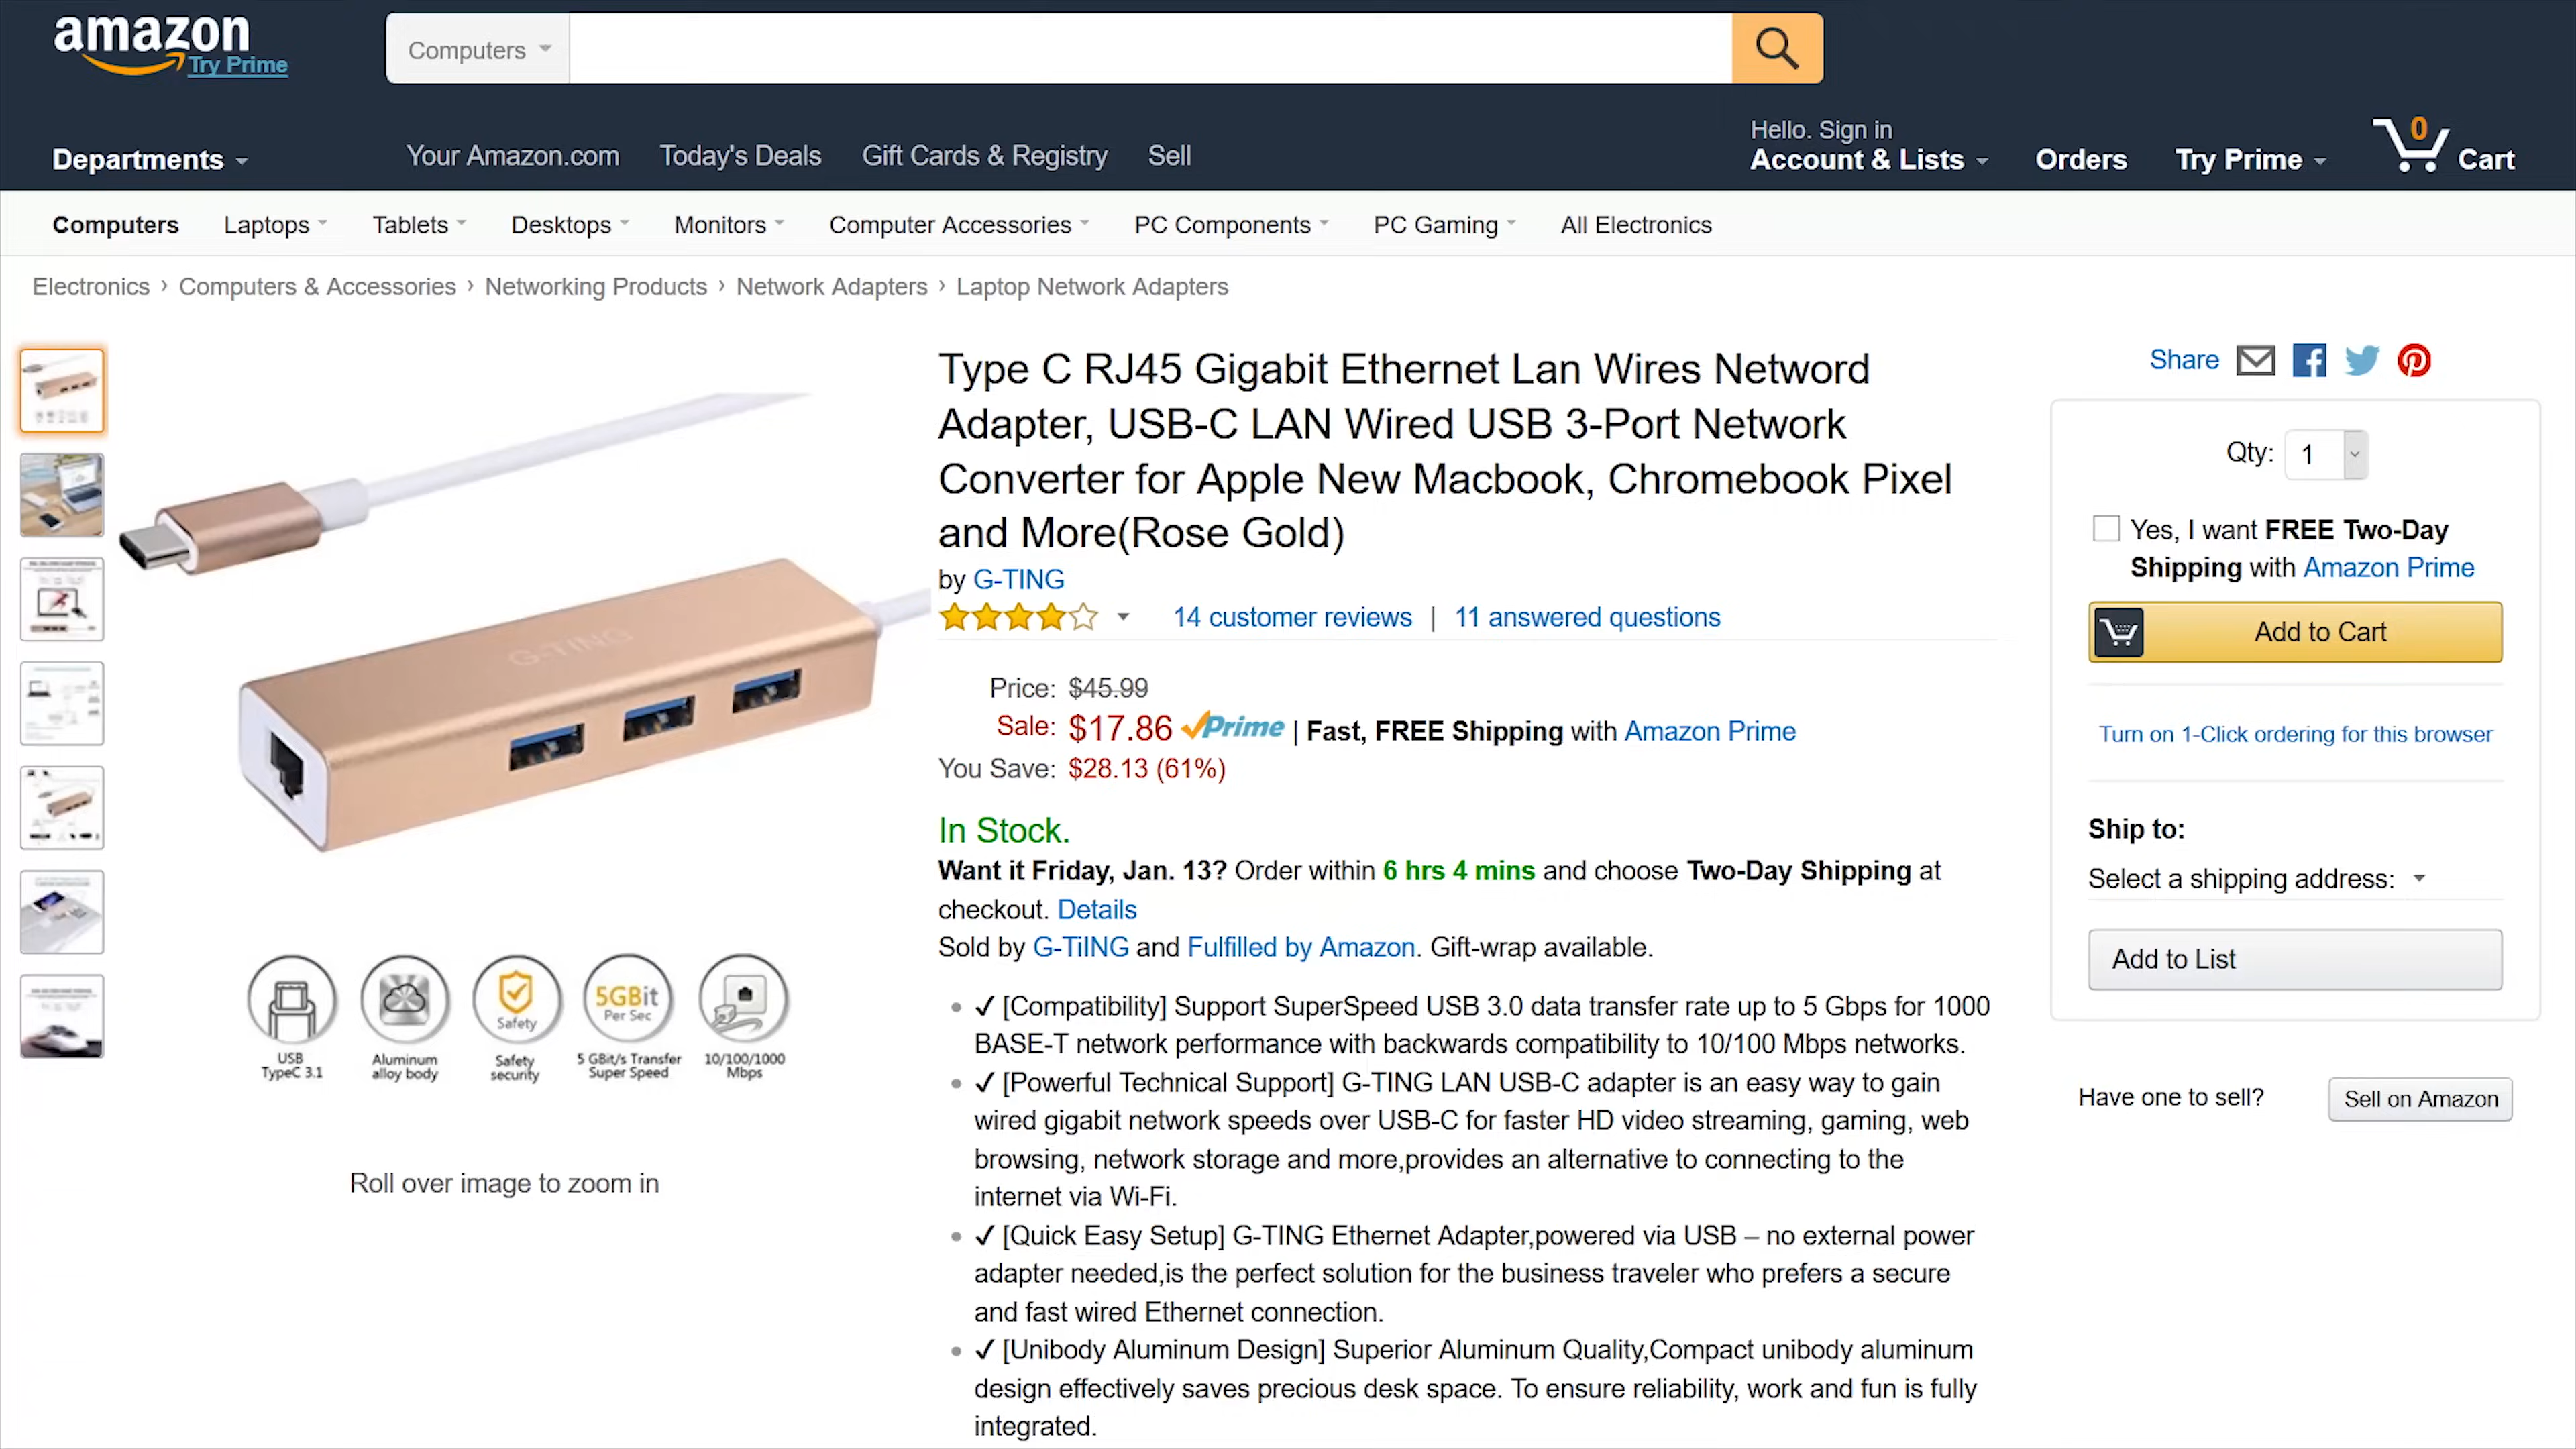 amazon
Try Prime
Computers
Departments
Your Amazon.com
Today's Deals
Gift Cards & Registry
Sell
Hello. Sign in
Account & Lists
Orders
Try Prime
0
Cart
Computers
Laptops
Tablets
Desktops
Monitors
Computer Accessories
PC Components
PC Gaming
All Electronics
Electronics › Computers & Accessories › Networking Products › Network Adapters › Laptop Network Adapters
G-TING
USB
TypeC 3.1
Aluminum
alloy body
Safety
Safety
security
5GBit
Per Sec
5 GBit/s Transfer
Super Speed
10/100/1000
Mbps
Roll over image to zoom in
Type C RJ45 Gigabit Ethernet Lan Wires Netword
Adapter, USB-C LAN Wired USB 3-Port Network
Converter for Apple New Macbook, Chromebook Pixel
and More(Rose Gold)
by G-TING
14 customer reviews | 11 answered questions
Price: $45.99
Sale: $17.86 Prime | Fast, FREE Shipping with Amazon Prime
You Save: $28.13 (61%)
In Stock.
Want it Friday, Jan. 13? Order within 6 hrs 4 mins and choose Two-Day Shipping at
checkout. Details
Sold by G-TiING and Fulfilled by Amazon. Gift-wrap available.
• ✓ [Compatibility] Support SuperSpeed USB 3.0 data transfer rate up to 5 Gbps for 1000
BASE-T network performance with backwards compatibility to 10/100 Mbps networks.
• ✓ [Powerful Technical Support] G-TING LAN USB-C adapter is an easy way to gain
wired gigabit network speeds over USB-C for faster HD video streaming, gaming, web
browsing, network storage and more,provides an alternative to connecting to the
internet via Wi-Fi.
• ✓ [Quick Easy Setup] G-TING Ethernet Adapter,powered via USB – no external power
adapter needed,is the perfect solution for the business traveler who prefers a secure
and fast wired Ethernet connection.
• ✓ [Unibody Aluminum Design] Superior Aluminum Quality,Compact unibody aluminum
design effectively saves precious desk space. To ensure reliability, work and fun is fully
integrated.
Share
Qty: 1
Yes, I want FREE Two-Day
Shipping with Amazon Prime
Add to Cart
Turn on 1-Click ordering for this browser
Ship to:
Select a shipping address:
Add to List
Have one to sell?
Sell on Amazon